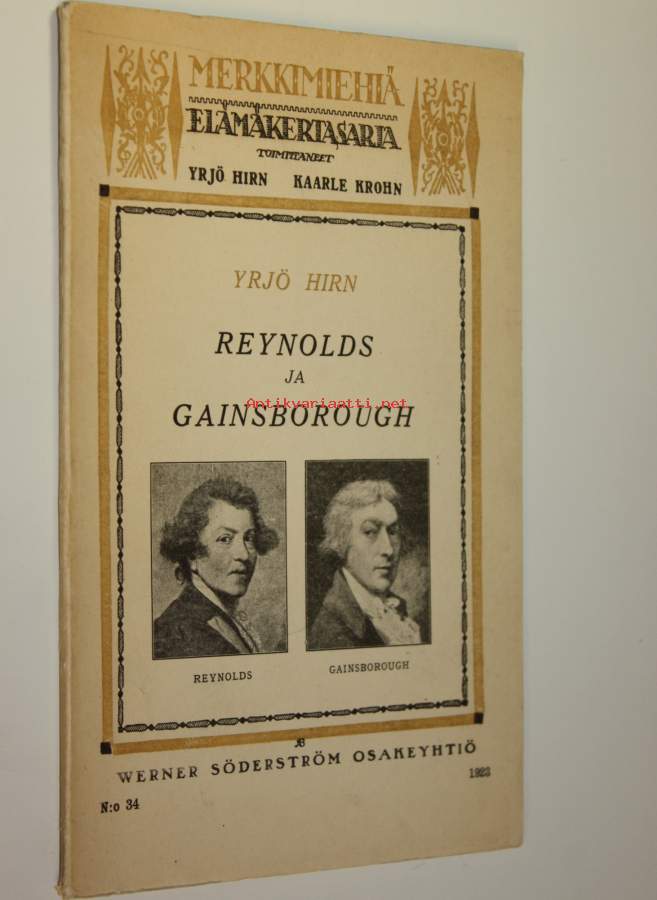 MERKKIMIEHIÄ
ELÄMÄKERTASARJA
TOIMITTANEET
YRJÖ HIRN KAARLE KROHN
YRJÖ HIRN
REYNOLDS
JA
Antikvariaatti.net
GAINSBOROUGH
REYNOLDS
GAINSBOROUGH
WERNER SÖDERSTRÖM OSAKEYHTIÖ
N:o 34